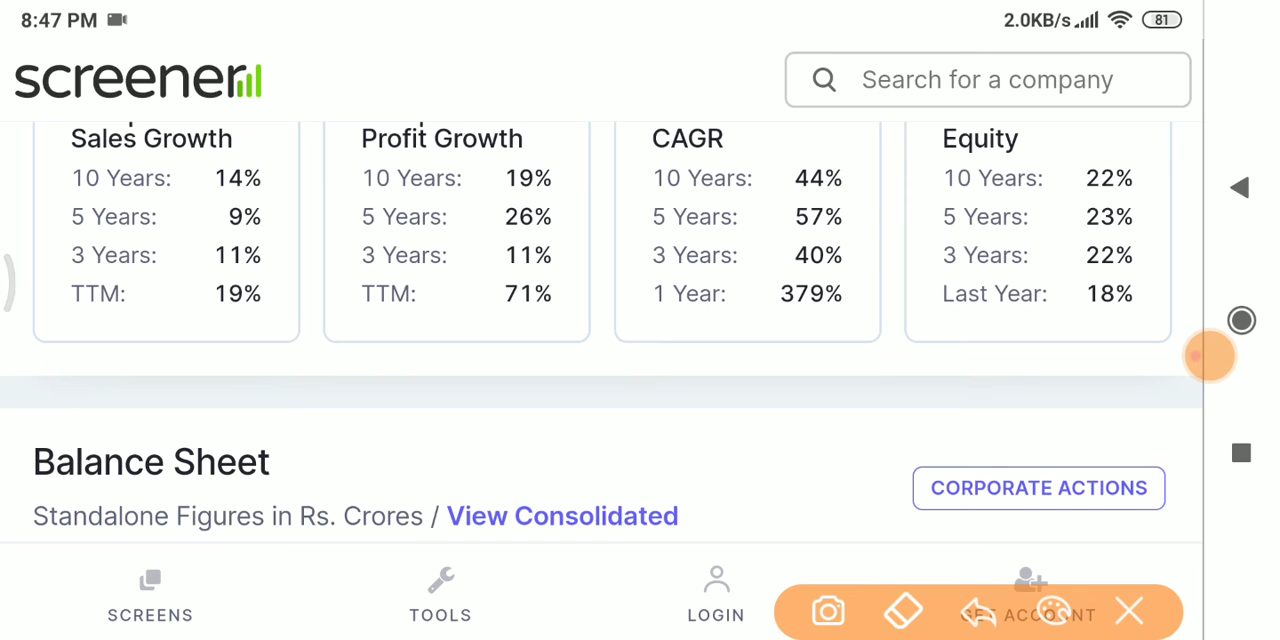 8:47 PM 2.0KB/s 81
screener Search for a company
Sales Growth
10 Years: 14%
5 Years: 9%
3 Years: 11%
TTM: 19%
Profit Growth
10 Years: 19%
5 Years: 26%
3 Years: 11%
TTM: 71%
CAGR
10 Years: 44%
5 Years: 57%
3 Years: 40%
1 Year: 379%
Equity
10 Years: 22%
5 Years: 23%
3 Years: 22%
Last Year: 18%
Balance Sheet
CORPORATE ACTIONS
Standalone Figures in Rs. Crores / View Consolidated
SCREENS TOOLS LOGIN GET ACCOUNT